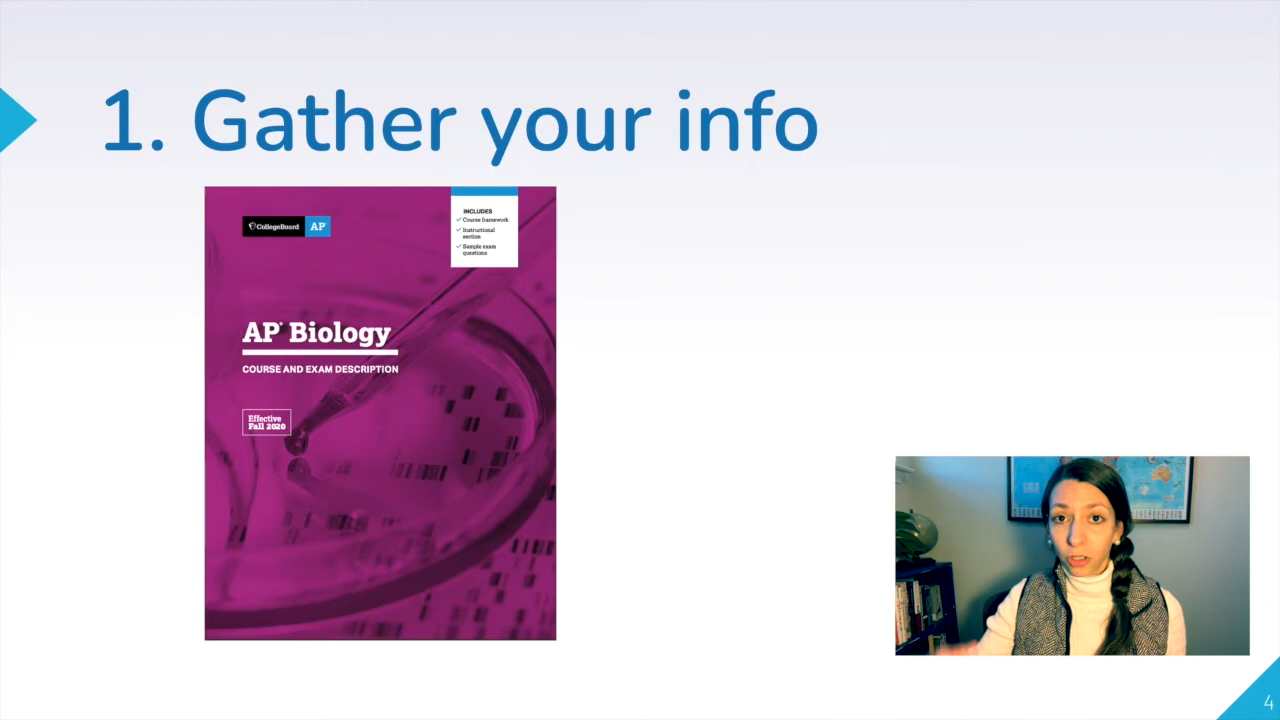 1. Gather your info
CollegeBoard AP®
INCLUDES
✓ Course framework
✓ Instructional
section
✓ Sample exam
questions
AP® Biology
COURSE AND EXAM DESCRIPTION
Effective
Fall 2020
4